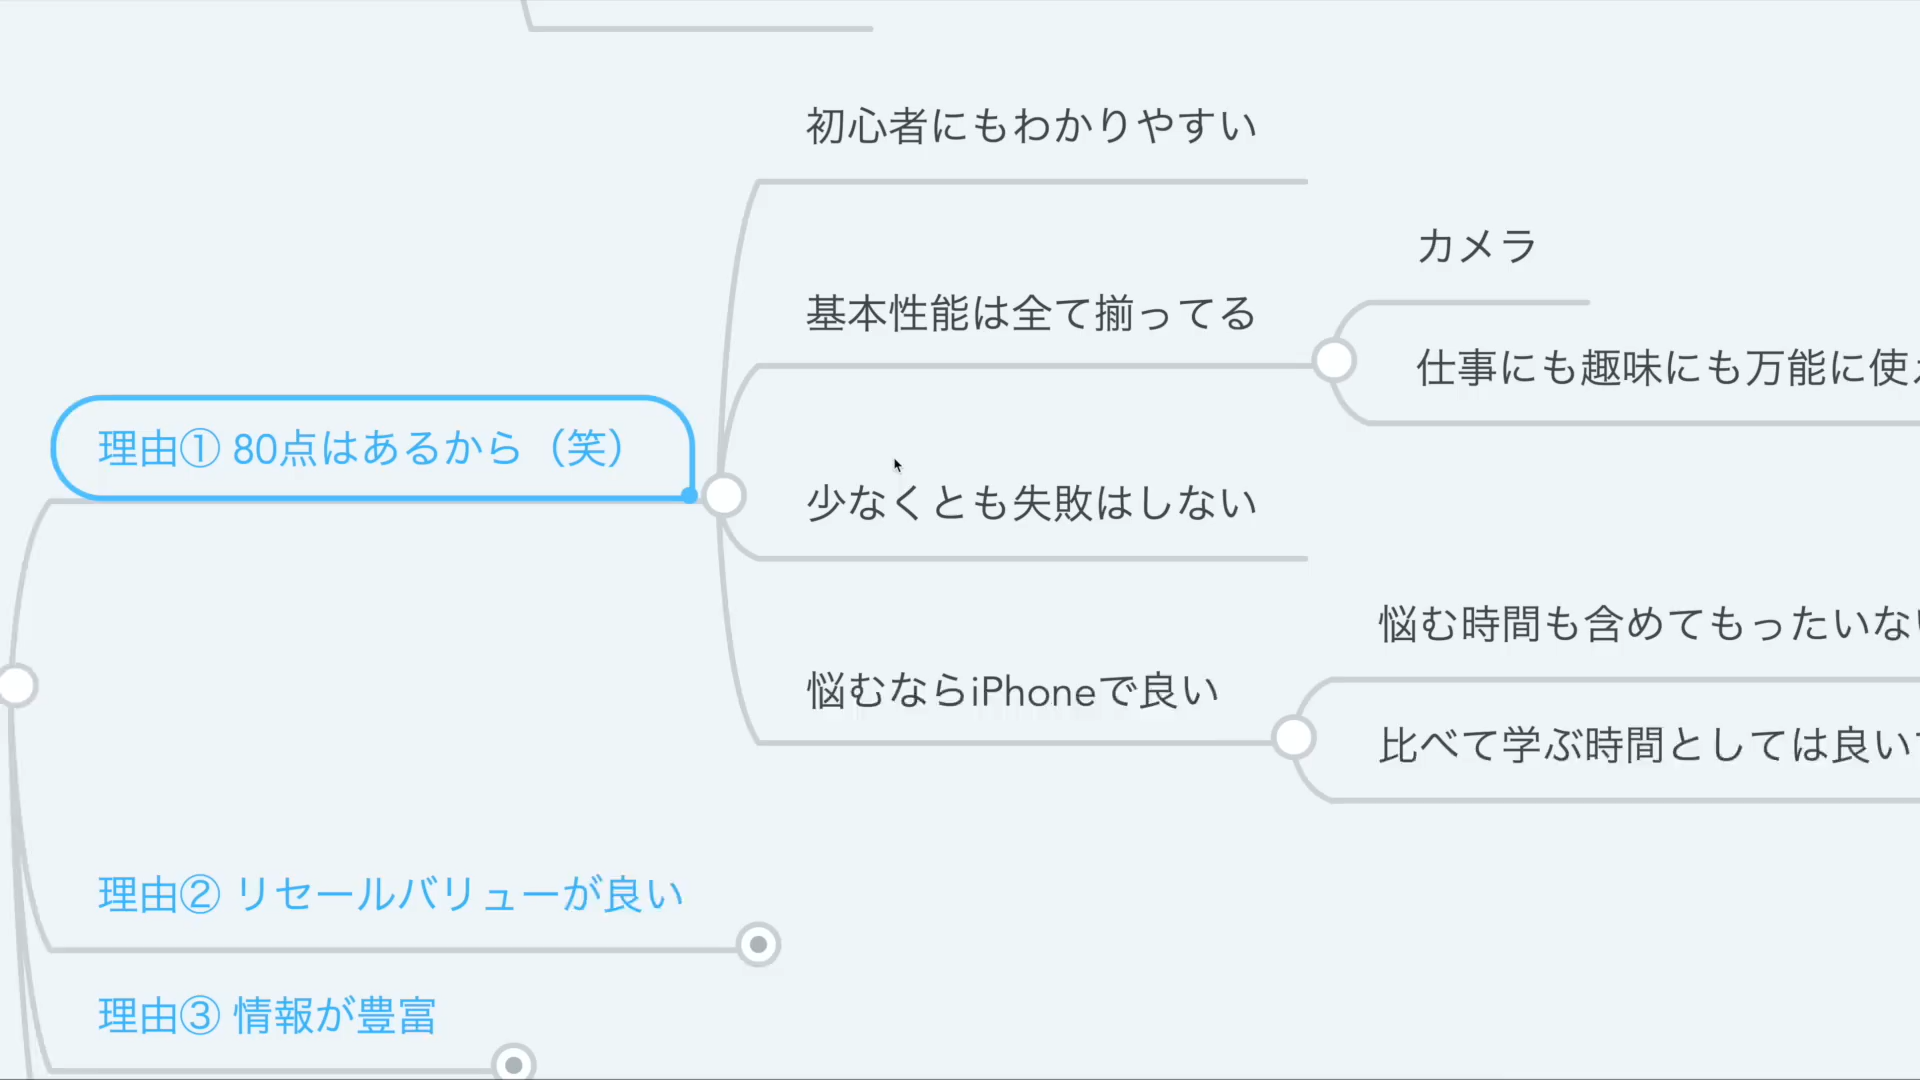 初心者にもわかりやすい
カメラ
基本性能は全て揃ってる
仕事にも趣味にも万能に使
理由① 80点はあるから（笑）
少なくとも失敗はしない
悩む時間も含めてもったいな
悩むならiPhoneで良い
比べて学ぶ時間としては良い
理由② リセールバリューが良い
理由③ 情報が豊富